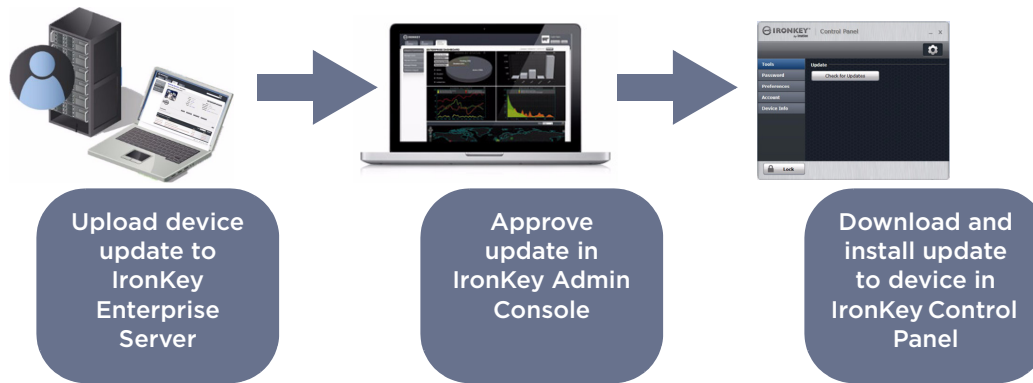 IRONKEY
Control Panel
Tools
Update
Password
Check for Updates
Preferences
Account
Device Info
Lock
Upload device
update to
IronKey
Enterprise
Server
Approve
update in
IronKey Admin
Console
Download and
install update
to device in
IronKey Control
Panel